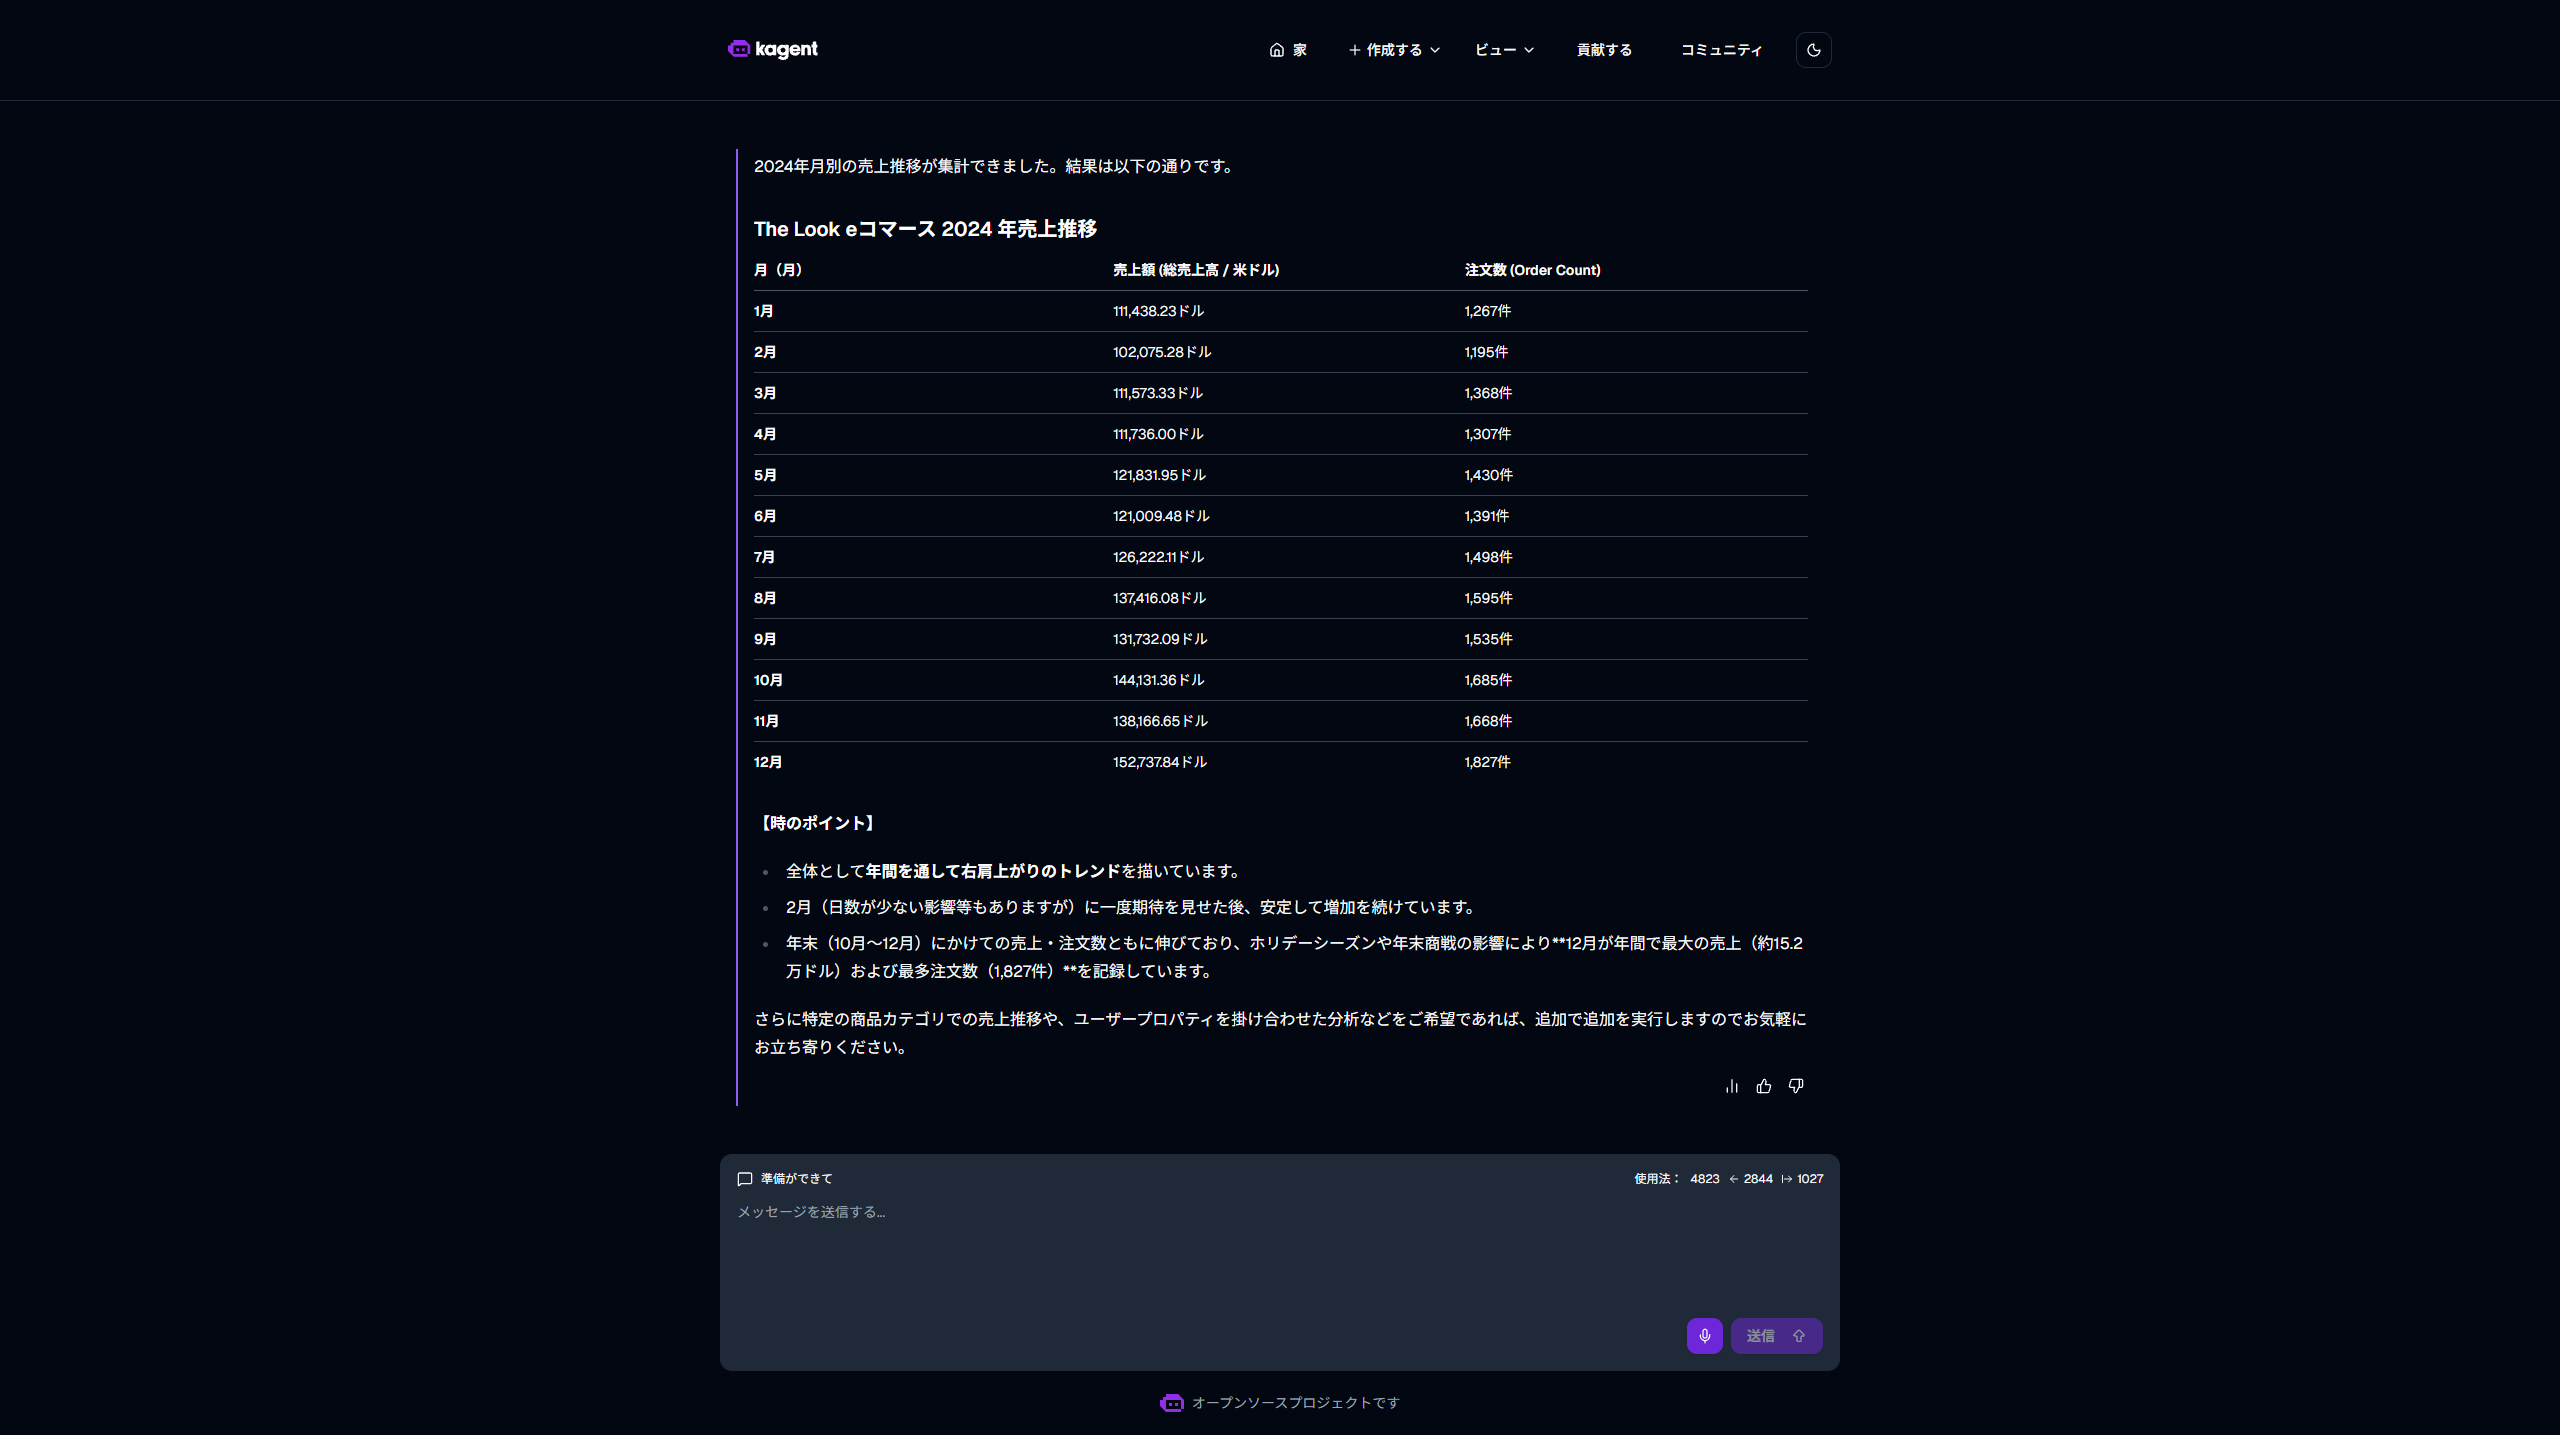 kagent
家
作成する
ビュー
貢献する
コミュニティ
2024年月別の売上推移が集計できました。結果は以下の通りです。
The Look eコマース 2024 年売上推移
月（月） 売上額 (総売上高 / 米ドル) 注文数 (Order Count)
1月 111,438.23ドル 1,267件
2月 102,075.28ドル 1,195件
3月 111,573.33ドル 1,368件
4月 111,736.00ドル 1,307件
5月 121,831.95ドル 1,430件
6月 121,009.48ドル 1,391件
7月 126,222.11ドル 1,498件
8月 137,416.08ドル 1,595件
9月 131,732.09ドル 1,535件
10月 144,131.36ドル 1,685件
11月 138,166.65ドル 1,668件
12月 152,737.84ドル 1,827件
【時のポイント】
全体として年間を通して右肩上がりのトレンドを描いています。
2月（日数が少ない影響等もありますが）に一度期待を見せた後、安定して増加を続けています。
年末（10月〜12月）にかけての売上・注文数ともに伸びており、ホリデーシーズンや年末商戦の影響により**12月が年間で最大の売上（約15.2
万ドル）および最多注文数（1,827件）**を記録しています。
さらに特定の商品カテゴリでの売上推移や、ユーザープロパティを掛け合わせた分析などをご希望であれば、追加で追加を実行しますのでお気軽に
お立ち寄りください。
準備ができて
使用法： 4823 ← 2844 ↦ 1027
メッセージを送信する...
送信
オープンソースプロジェクトです